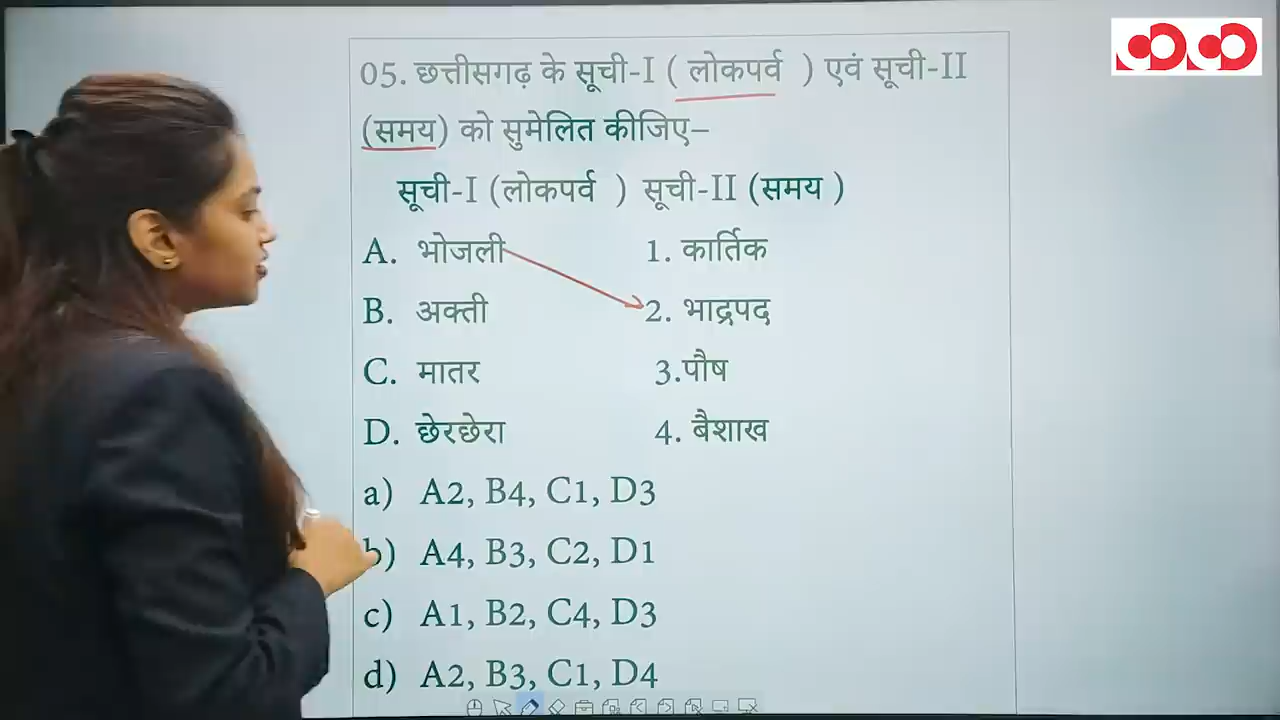 05. छत्तीसगढ़ के सूची-I ( लोकपर्व ) एवं सूची-II
(समय) को सुमेलित कीजिए–
सूची-I (लोकपर्व ) सूची-II (समय )
A. भोजली 1. कार्तिक
B. अक्ती 2. भाद्रपद
C. मातर 3.पौष
D. छेरछेरा 4. बैशाख
a) A2, B4, C1, D3
b) A4, B3, C2, D1
c) A1, B2, C4, D3
d) A2, B3, C1, D4